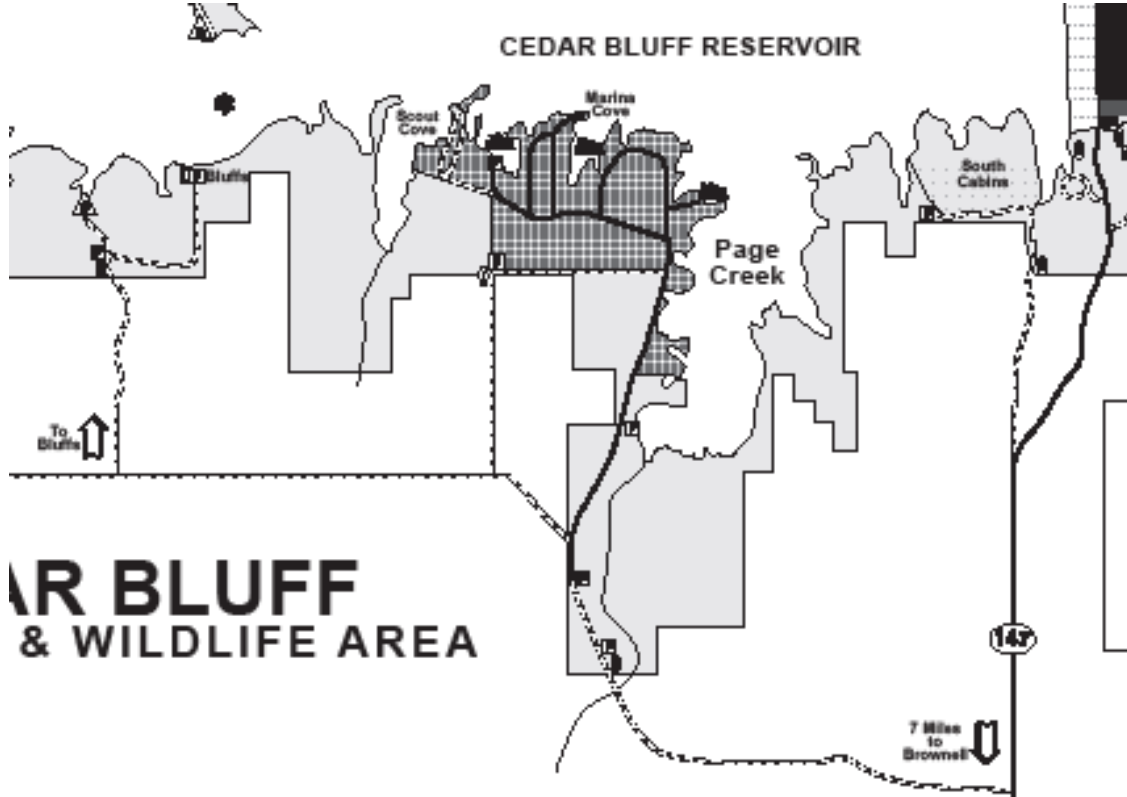 CEDAR BLUFF RESERVOIR
Marina
Cove
Scout
Cove
Bluffs
South
Cabins
Page
Creek
To
Bluffs
AR BLUFF
& WILDLIFE AREA
147
7 Miles
to
Brownell